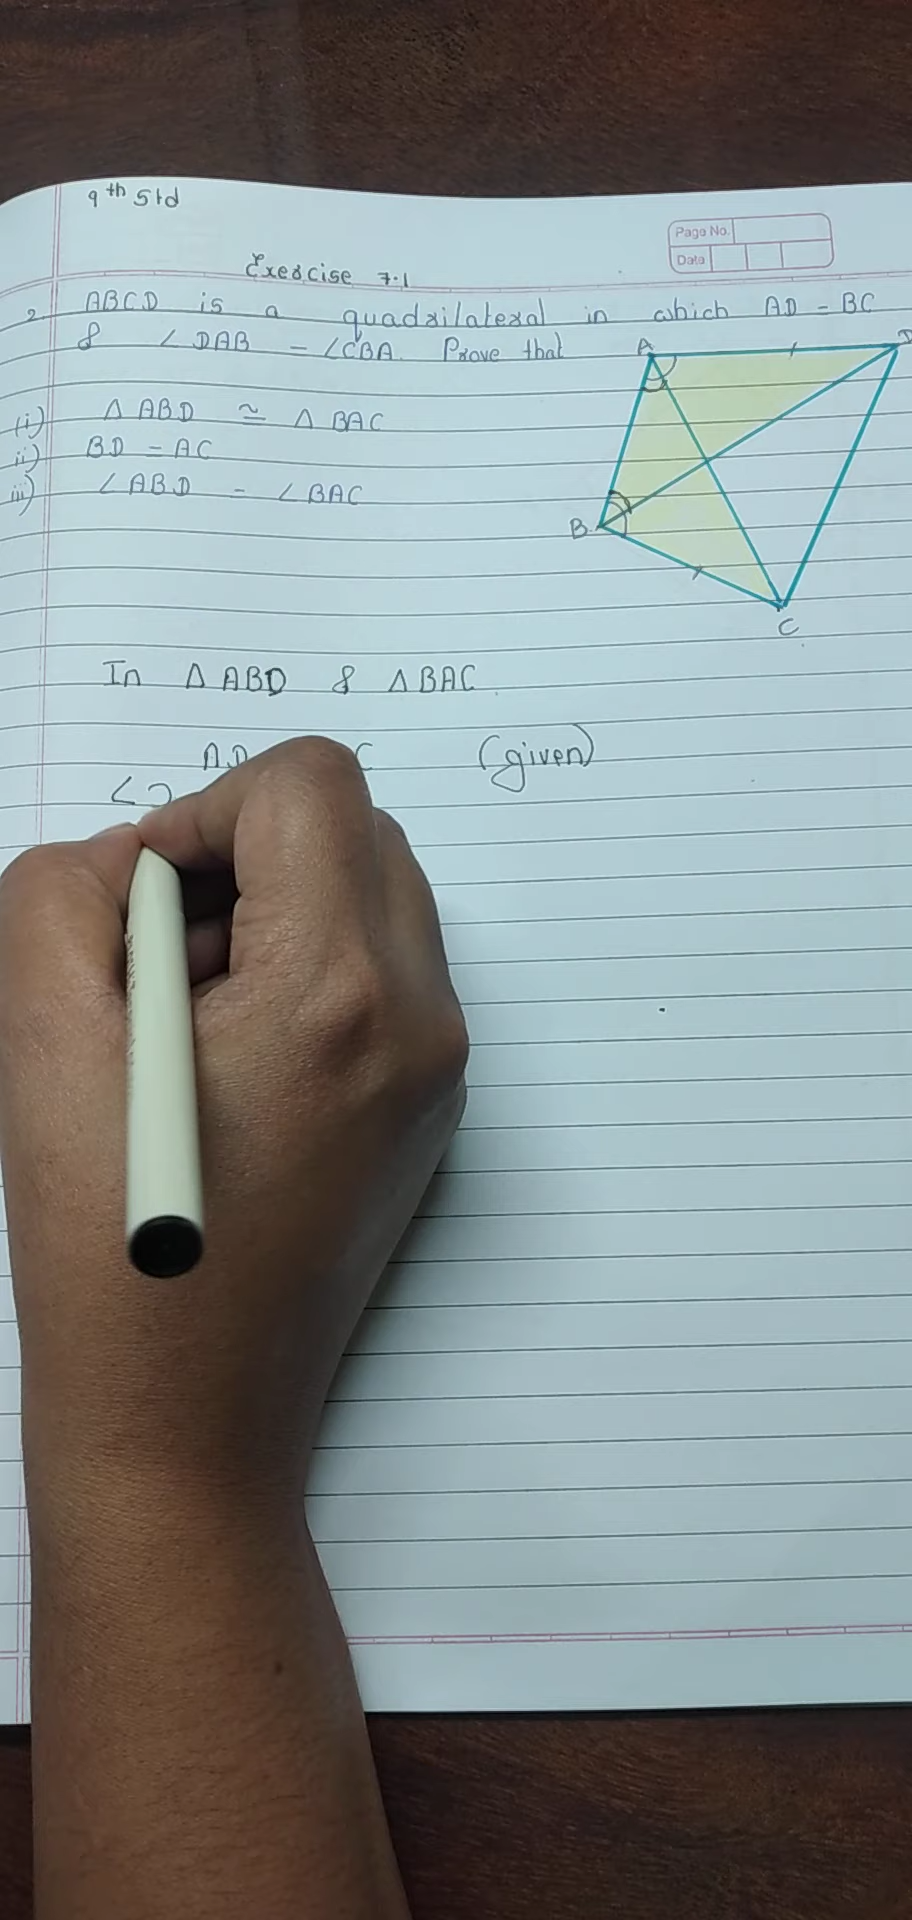 9th Std
Page No.
Date
Exercise 7.1
2. ABCD is a quadrilateral in which AD = BC
& ∠DAB = ∠CBA. Prove that
(i) △ ABD ≅ △ BAC
ii) BD = AC
iii) ∠ABD = ∠BAC
A
D
B
C
In △ ABD & △ BAC
AD C (given)
∠